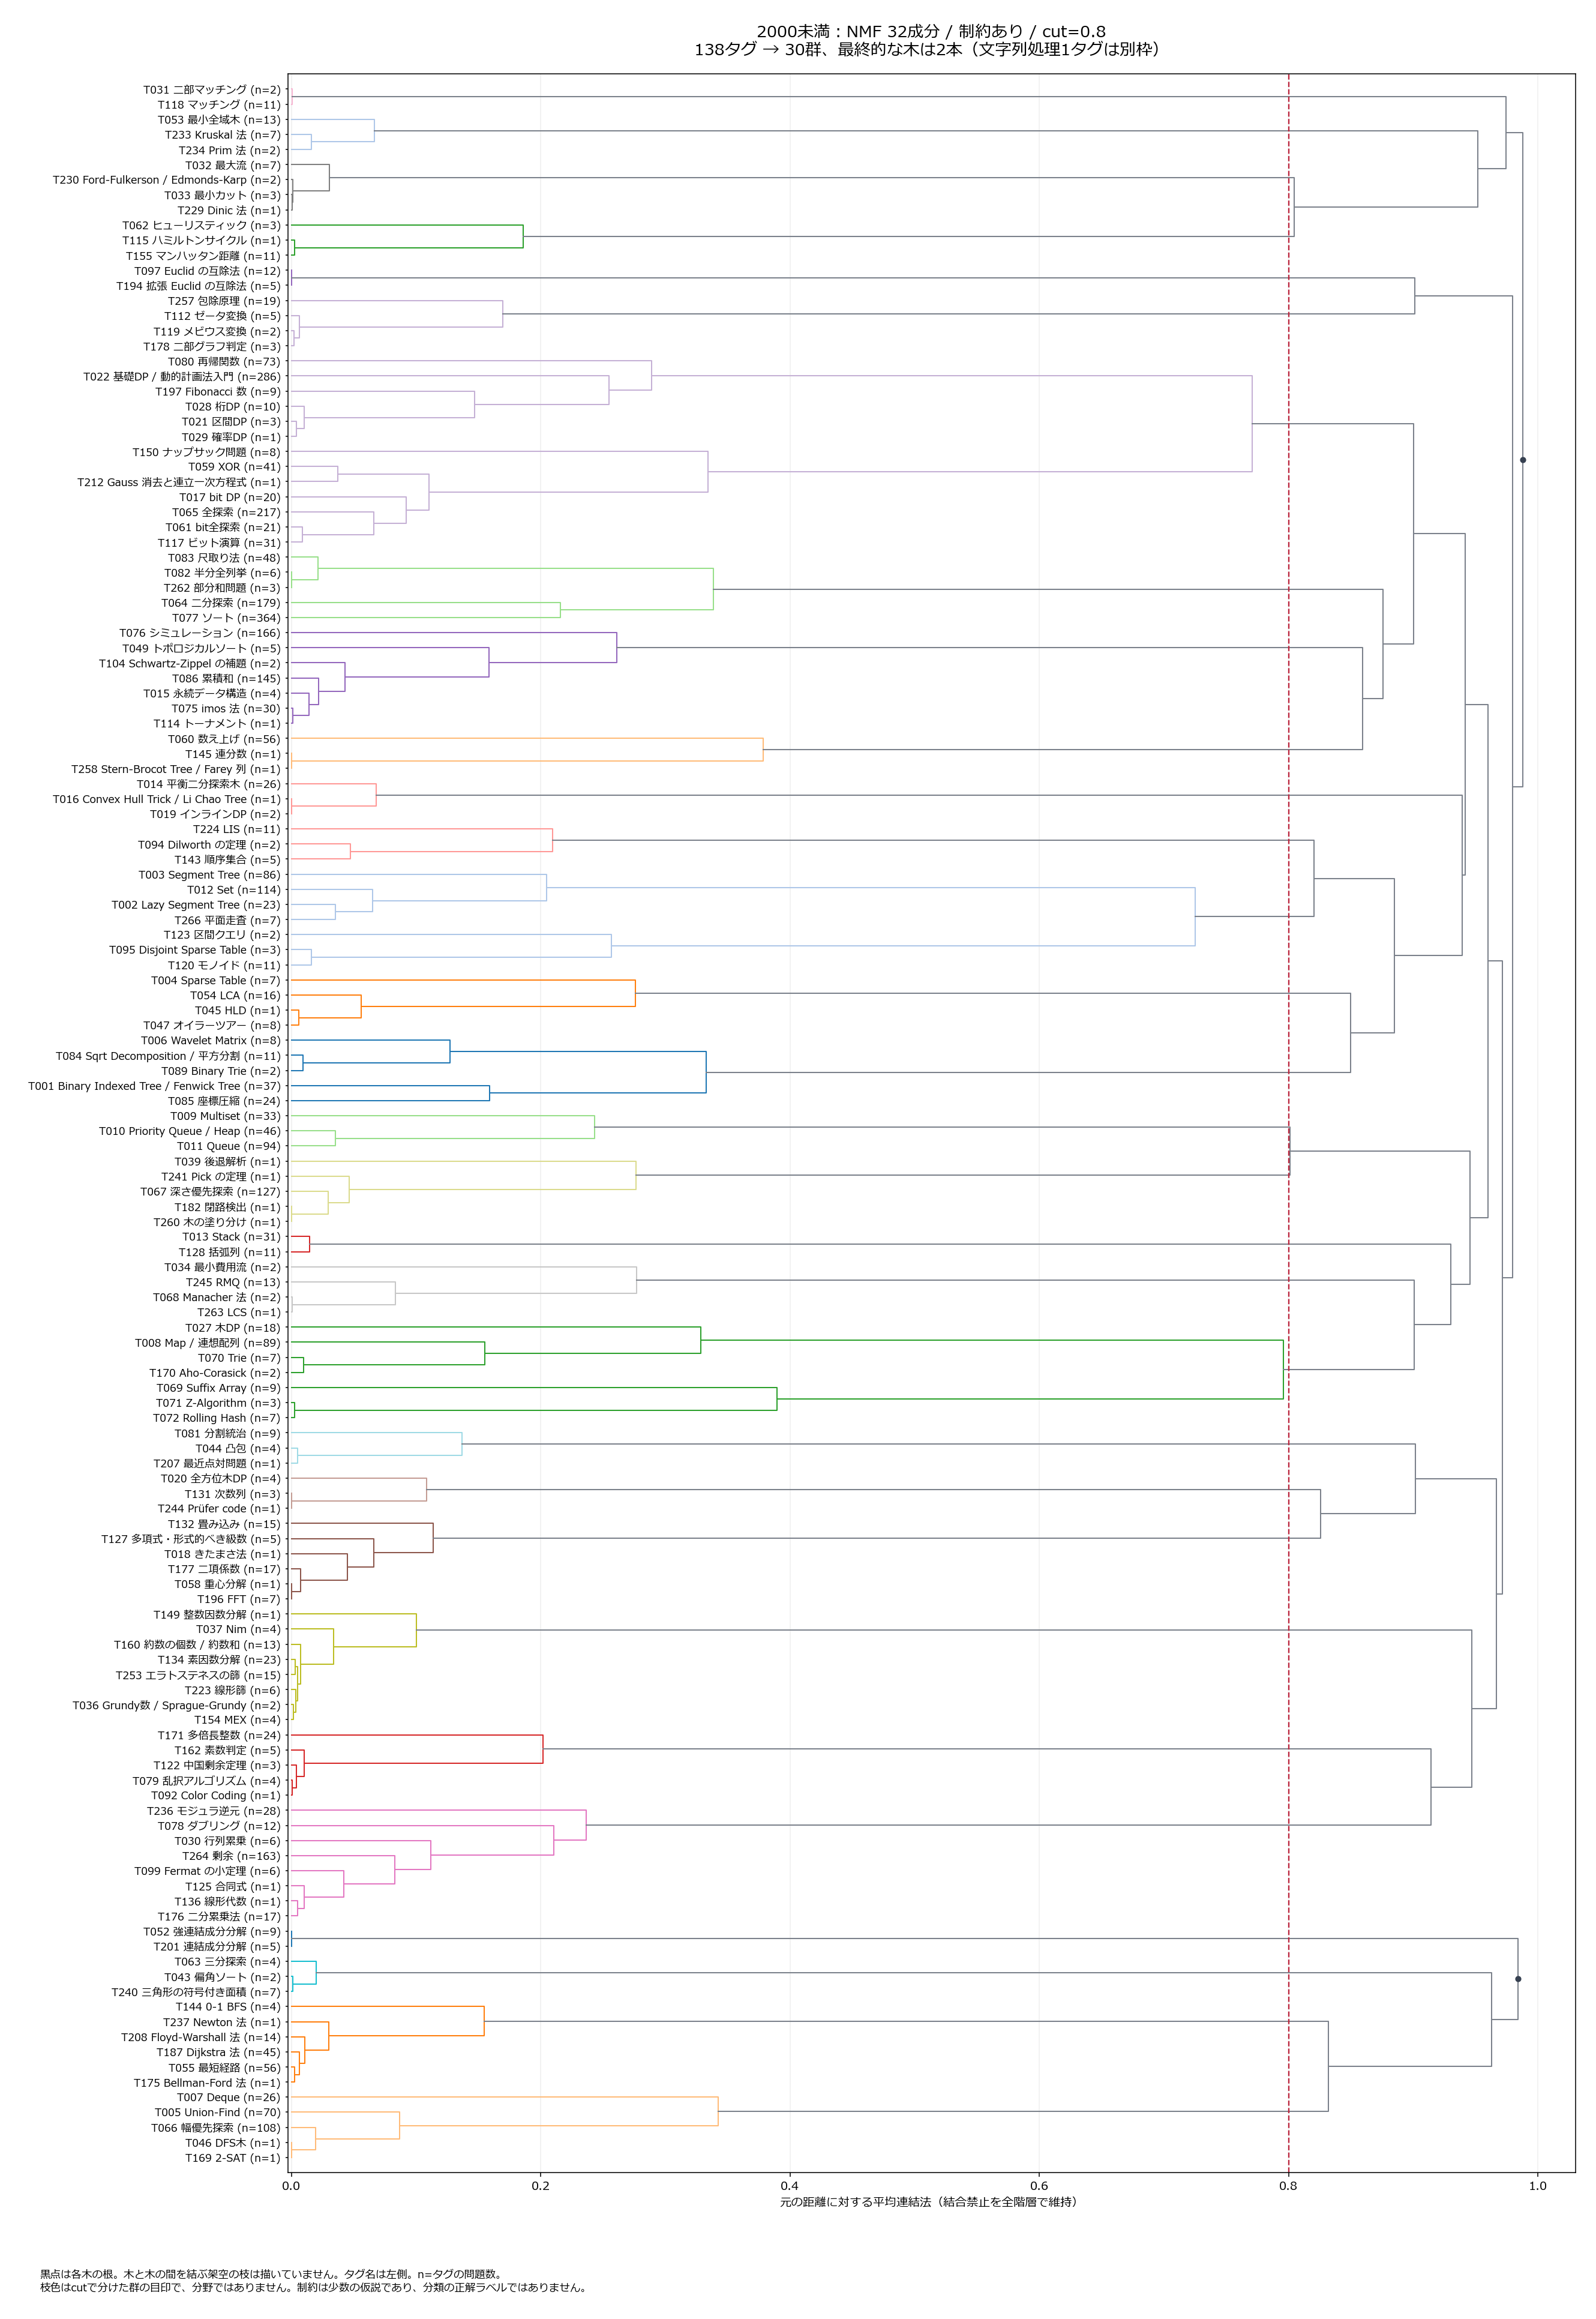 2000未満：NMF 32成分 / 制約あり / cut=0.8
138タグ → 30群、最終的な木は2本（文字列処理1タグは別枠）
T031 二部マッチング (n=2)
T118 マッチング (n=11)
T053 最小全域木 (n=13)
T233 Kruskal 法 (n=7)
T234 Prim 法 (n=2)
T032 最大流 (n=7)
T230 Ford-Fulkerson / Edmonds-Karp (n=2)
T033 最小カット (n=3)
T229 Dinic 法 (n=1)
T062 ヒューリスティック (n=3)
T115 ハミルトンサイクル (n=1)
T155 マンハッタン距離 (n=11)
T097 Euclid の互除法 (n=12)
T194 拡張 Euclid の互除法 (n=5)
T257 包除原理 (n=19)
T112 ゼータ変換 (n=5)
T119 メビウス変換 (n=2)
T178 二部グラフ判定 (n=3)
T080 再帰関数 (n=73)
T022 基礎DP / 動的計画法入門 (n=286)
T197 Fibonacci 数 (n=9)
T028 桁DP (n=10)
T021 区間DP (n=3)
T029 確率DP (n=1)
T150 ナップサック問題 (n=8)
T059 XOR (n=41)
T212 Gauss 消去と連立一次方程式 (n=1)
T017 bit DP (n=20)
T065 全探索 (n=217)
T061 bit全探索 (n=21)
T117 ビット演算 (n=31)
T083 尺取り法 (n=48)
T082 半分全列挙 (n=6)
T262 部分和問題 (n=3)
T064 二分探索 (n=179)
T077 ソート (n=364)
T076 シミュレーション (n=166)
T049 トポロジカルソート (n=5)
T104 Schwartz-Zippel の補題 (n=2)
T086 累積和 (n=145)
T015 永続データ構造 (n=4)
T075 imos 法 (n=30)
T114 トーナメント (n=1)
T060 数え上げ (n=56)
T145 連分数 (n=1)
T258 Stern-Brocot Tree / Farey 列 (n=1)
T014 平衡二分探索木 (n=26)
T016 Convex Hull Trick / Li Chao Tree (n=1)
T019 インラインDP (n=2)
T224 LIS (n=11)
T094 Dilworth の定理 (n=2)
T143 順序集合 (n=5)
T003 Segment Tree (n=86)
T012 Set (n=114)
T002 Lazy Segment Tree (n=23)
T266 平面走査 (n=7)
T123 区間クエリ (n=2)
T095 Disjoint Sparse Table (n=3)
T120 モノイド (n=11)
T004 Sparse Table (n=7)
T054 LCA (n=16)
T045 HLD (n=1)
T047 オイラーツアー (n=8)
T006 Wavelet Matrix (n=8)
T084 Sqrt Decomposition / 平方分割 (n=11)
T089 Binary Trie (n=2)
T001 Binary Indexed Tree / Fenwick Tree (n=37)
T085 座標圧縮 (n=24)
T009 Multiset (n=33)
T010 Priority Queue / Heap (n=46)
T011 Queue (n=94)
T039 後退解析 (n=1)
T241 Pick の定理 (n=1)
T067 深さ優先探索 (n=127)
T182 閉路検出 (n=1)
T260 木の塗り分け (n=1)
T013 Stack (n=31)
T128 括弧列 (n=11)
T034 最小費用流 (n=2)
T245 RMQ (n=13)
T068 Manacher 法 (n=2)
T263 LCS (n=1)
T027 木DP (n=18)
T008 Map / 連想配列 (n=89)
T070 Trie (n=7)
T170 Aho-Corasick (n=2)
T069 Suffix Array (n=9)
T071 Z-Algorithm (n=3)
T072 Rolling Hash (n=7)
T081 分割統治 (n=9)
T044 凸包 (n=4)
T207 最近点対問題 (n=1)
T020 全方位木DP (n=4)
T131 次数列 (n=3)
T244 Prüfer code (n=1)
T132 畳み込み (n=15)
T127 多項式・形式的べき級数 (n=5)
T018 きたまさ法 (n=1)
T177 二項係数 (n=17)
T058 重心分解 (n=1)
T196 FFT (n=7)
T149 整数因数分解 (n=1)
T037 Nim (n=4)
T160 約数の個数 / 約数和 (n=13)
T134 素因数分解 (n=23)
T253 エラトステネスの篩 (n=15)
T223 線形篩 (n=6)
T036 Grundy数 / Sprague-Grundy (n=2)
T154 MEX (n=4)
T171 多倍長整数 (n=24)
T162 素数判定 (n=5)
T122 中国剰余定理 (n=3)
T079 乱択アルゴリズム (n=4)
T092 Color Coding (n=1)
T236 モジュラ逆元 (n=28)
T078 ダブリング (n=12)
T030 行列累乗 (n=6)
T264 剰余 (n=163)
T099 Fermat の小定理 (n=6)
T125 合同式 (n=1)
T136 線形代数 (n=1)
T176 二分累乗法 (n=17)
T052 強連結成分分解 (n=9)
T201 連結成分分解 (n=5)
T063 三分探索 (n=4)
T043 偏角ソート (n=2)
T240 三角形の符号付き面積 (n=7)
T144 0-1 BFS (n=4)
T237 Newton 法 (n=1)
T208 Floyd-Warshall 法 (n=14)
T187 Dijkstra 法 (n=45)
T055 最短経路 (n=56)
T175 Bellman-Ford 法 (n=1)
T007 Deque (n=26)
T005 Union-Find (n=70)
T066 幅優先探索 (n=108)
T046 DFS木 (n=1)
T169 2-SAT (n=1)
0.0 0.2 0.4 0.6 0.8 1.0
元の距離に対する平均連結法（結合禁止を全階層で維持）
黒点は各木の根。木と木の間を結ぶ架空の枝は描いていません。タグ名は左側。n=タグの問題数。
枝色はcutで分けた群の目印で、分野ではありません。制約は少数の仮説であり、分類の正解ラベルではありません。